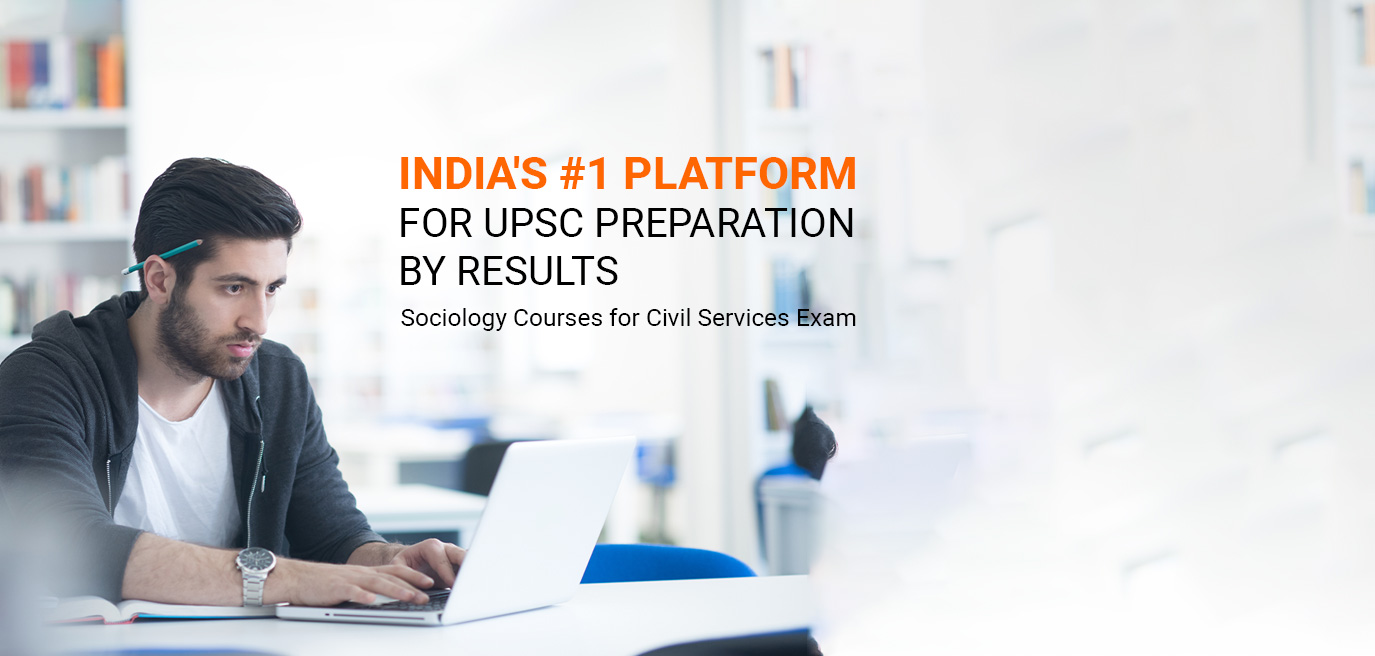 INDIA'S #1 PLATFORM
FOR UPSC PREPARATION
BY RESULTS
Sociology Courses for Civil Services Exam